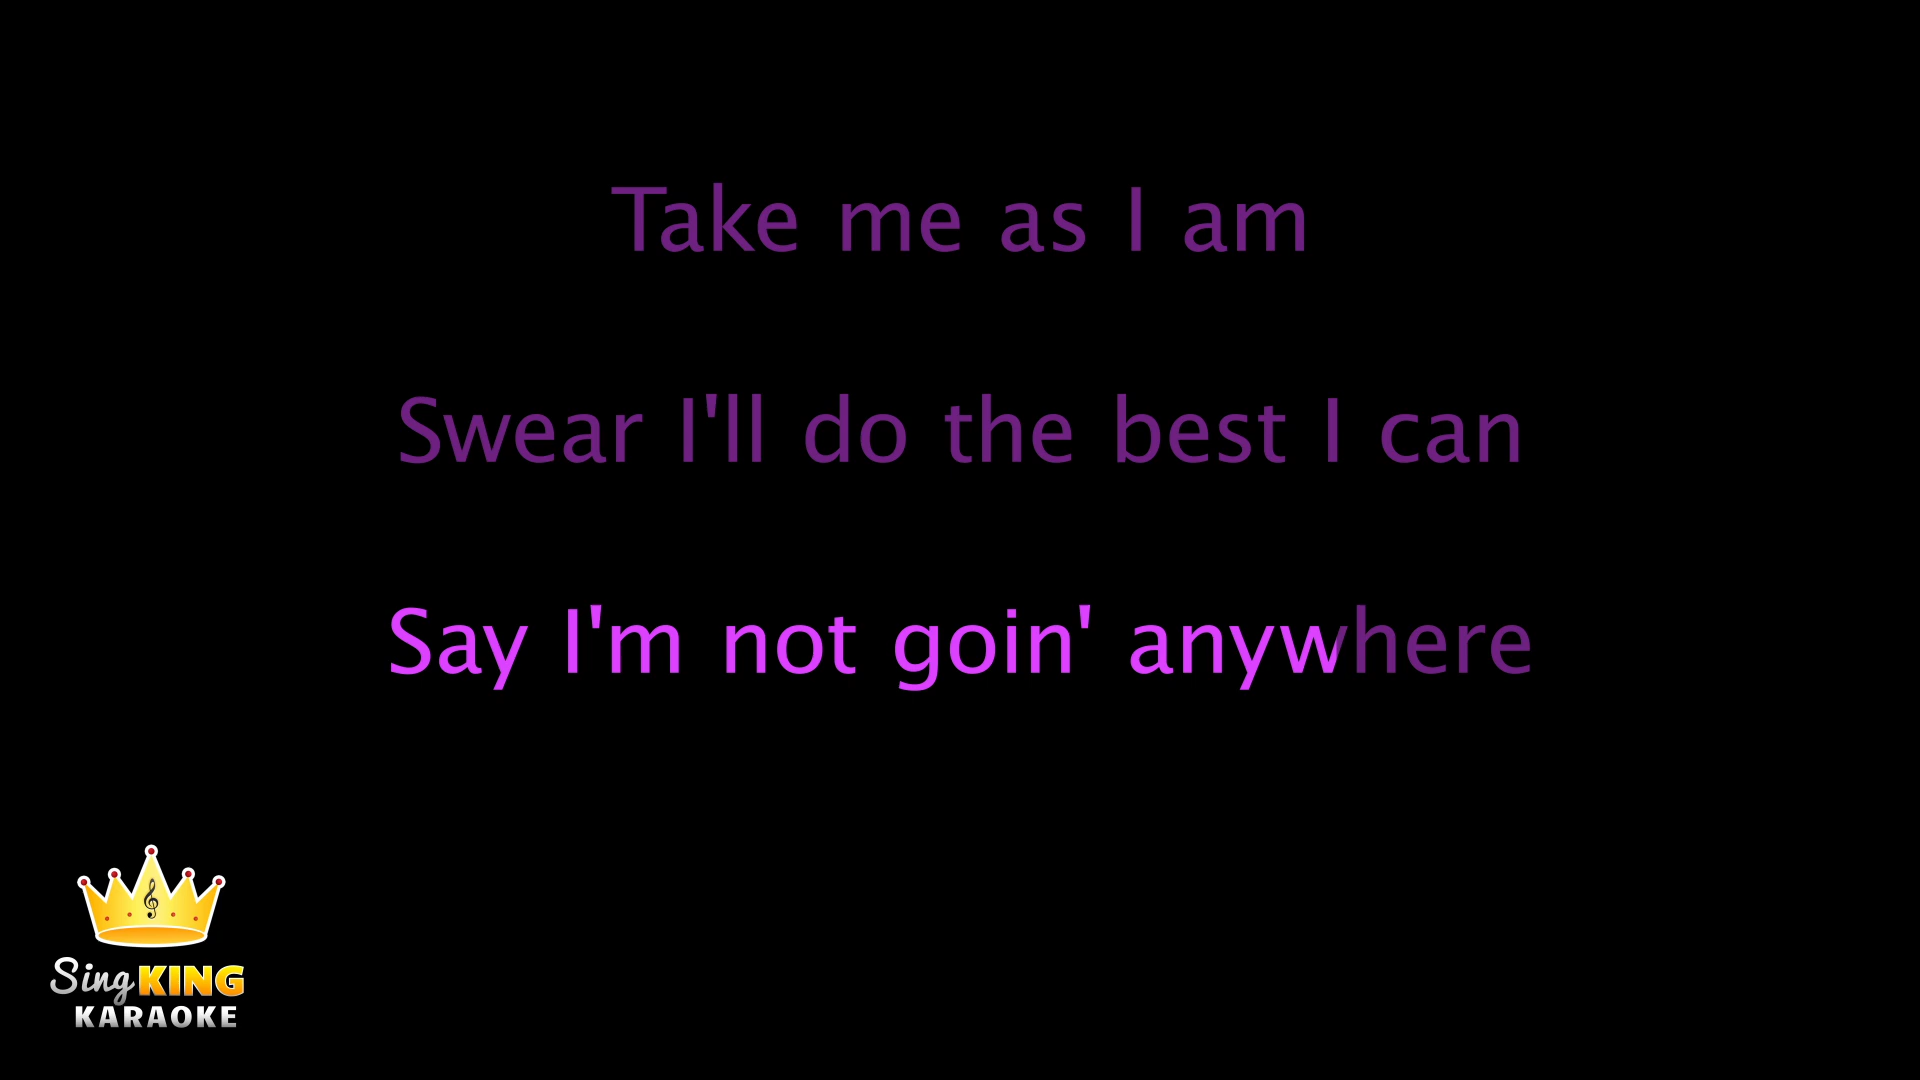 Take me as I am
Swear I'll do the best I can
Say I'm not goin' anywhere
Sing KING
KARAOKE